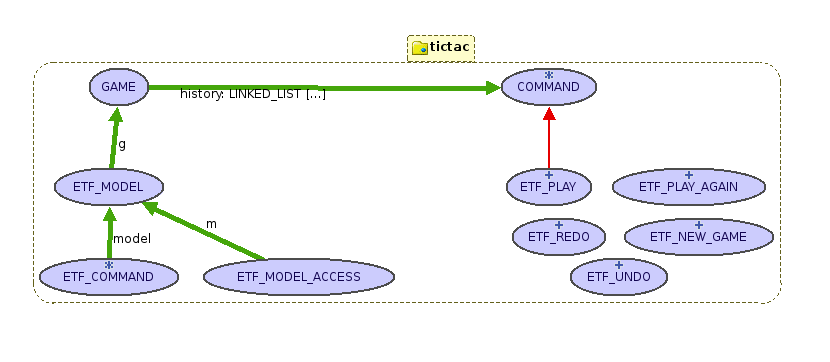 tictac
GAME
history: LINKED_LIST [...]
*
COMMAND
g
ETF_MODEL
+
ETF_PLAY
+
ETF_PLAY_AGAIN
model
m
+
ETF_REDO
+
ETF_NEW_GAME
*
ETF_COMMAND
ETF_MODEL_ACCESS
+
ETF_UNDO